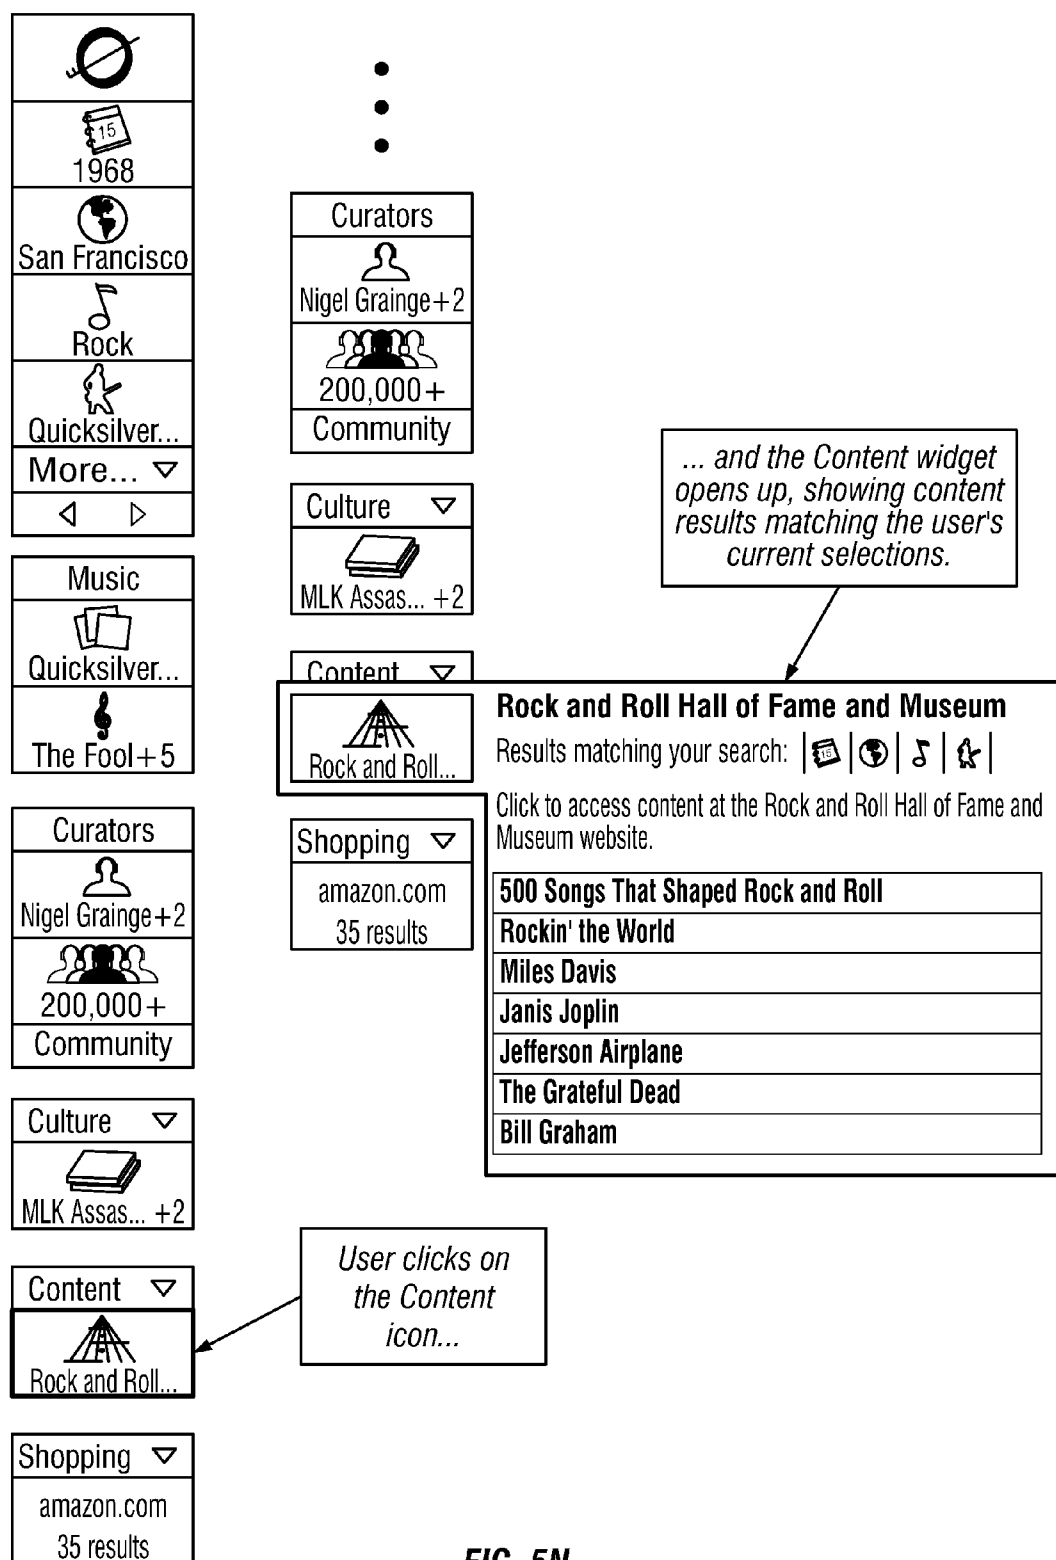 15
1968
San Francisco
Rock
Quicksilver...
More...
Music
Quicksilver...
The Fool+5
Curators
Nigel Grainge+2
200,000+
Community
Culture
MLK Assas... +2
Content
Rock and Roll...
Shopping
amazon.com
35 results
Curators
Nigel Grainge+2
200,000+
Community
Culture
MLK Assas... +2
Content
Rock and Roll...
Shopping
amazon.com
35 results
... and the Content widget
opens up, showing content
results matching the user's
current selections.
Rock and Roll Hall of Fame and Museum
Results matching your search:
15
Click to access content at the Rock and Roll Hall of Fame and
Museum website.
500 Songs That Shaped Rock and Roll
Rockin' the World
Miles Davis
Janis Joplin
Jefferson Airplane
The Grateful Dead
Bill Graham
User clicks on
the Content
icon...
FIG. 5N